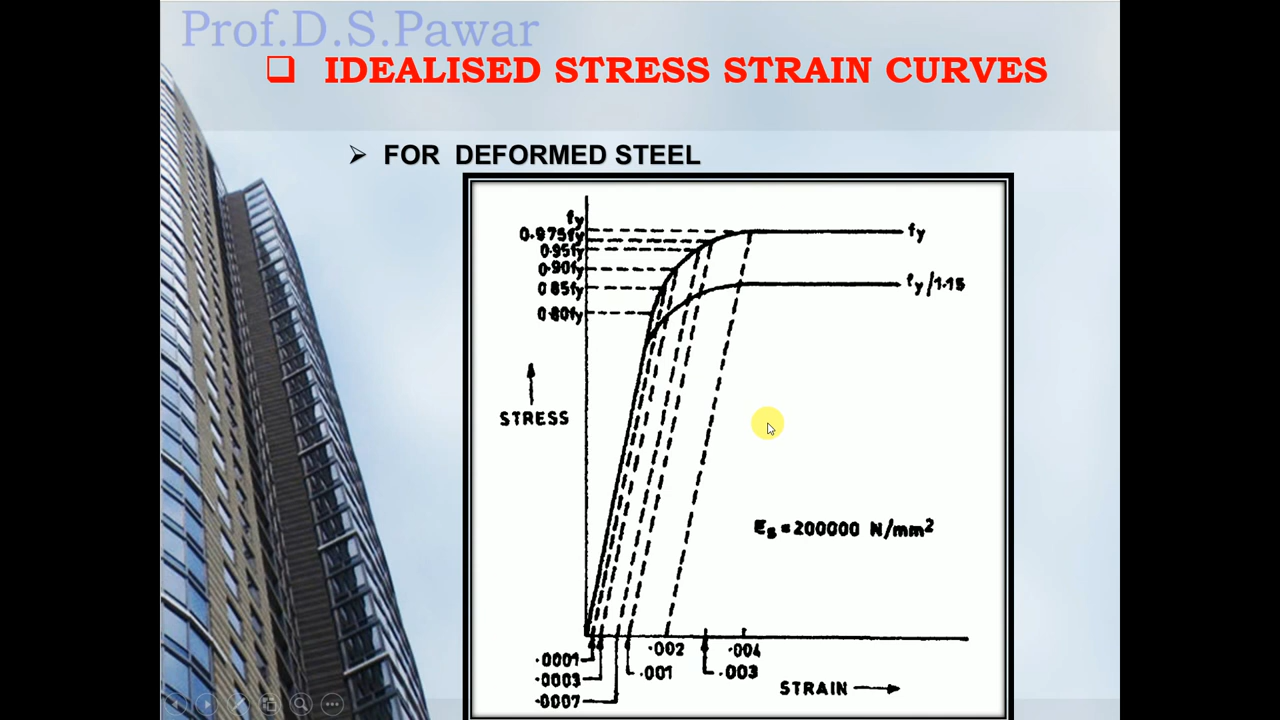 Prof.D.S.Pawar
IDEALISED STRESS STRAIN CURVES
FOR DEFORMED STEEL
fy
0.975fy
0.95fy
0.90fy
0.85fy
0.80fy
fy
fy/1.15
STRESS
Es = 200000 N/mm2
.0001
.0003
.0007
.001
.002
.003
.004
STRAIN